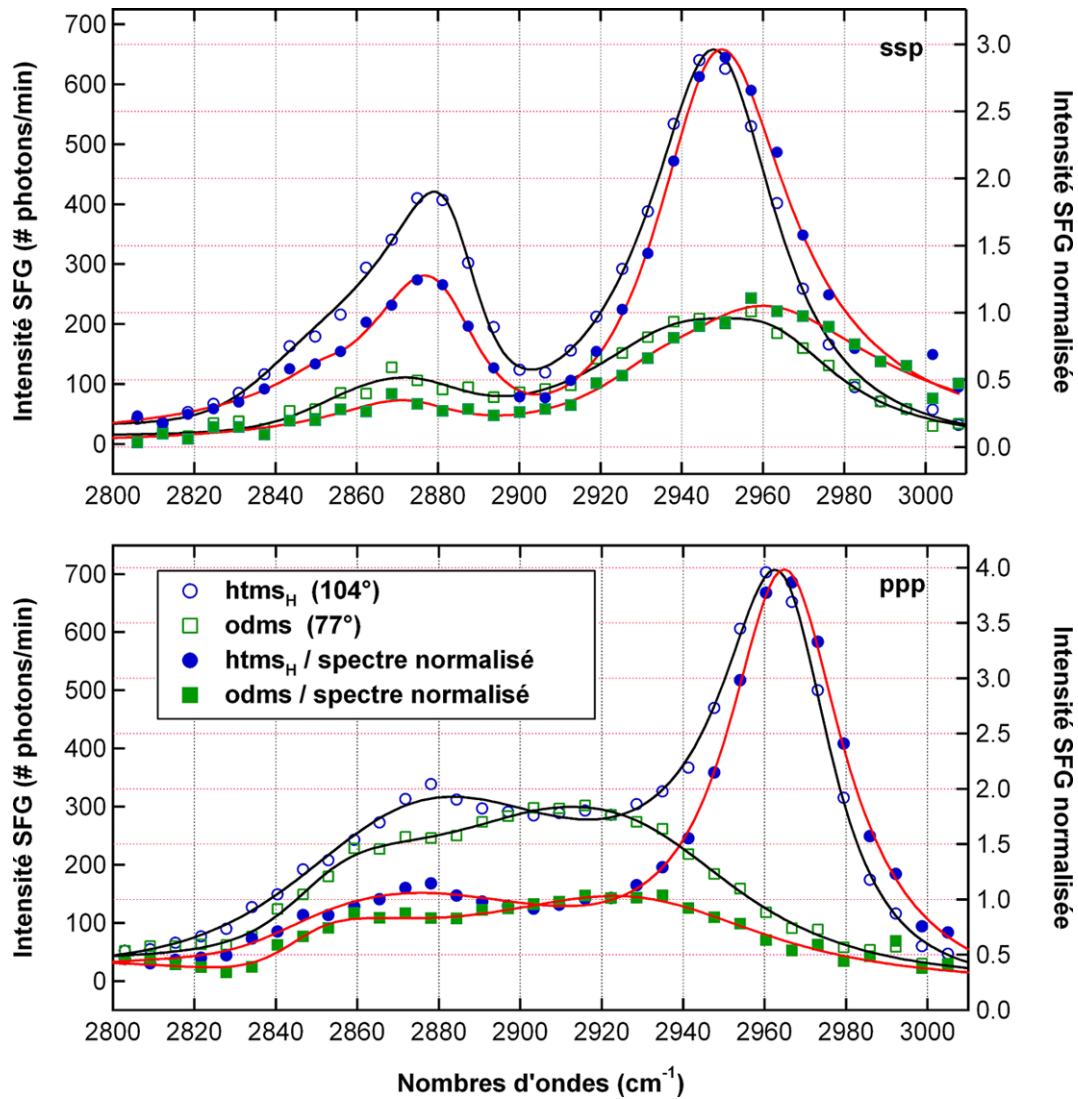 ssp
Intensité SFG (# photons/min)
700
600
500
400
300
200
100
0
3.0
2.5
2.0
1.5
1.0
0.5
0.0
Intensité SFG normalisée
2800 2820 2840 2860 2880 2900 2920 2940 2960 2980 3000
ppp
Intensité SFG (# photons/min)
700
600
500
400
300
200
100
0
htmsH (104°)
odms (77°)
htmsH / spectre normalisé
odms / spectre normalisé
4.0
3.5
3.0
2.5
2.0
1.5
1.0
0.5
0.0
Intensité SFG normalisée
2800 2820 2840 2860 2880 2900 2920 2940 2960 2980 3000
Nombres d'ondes (cm-1)